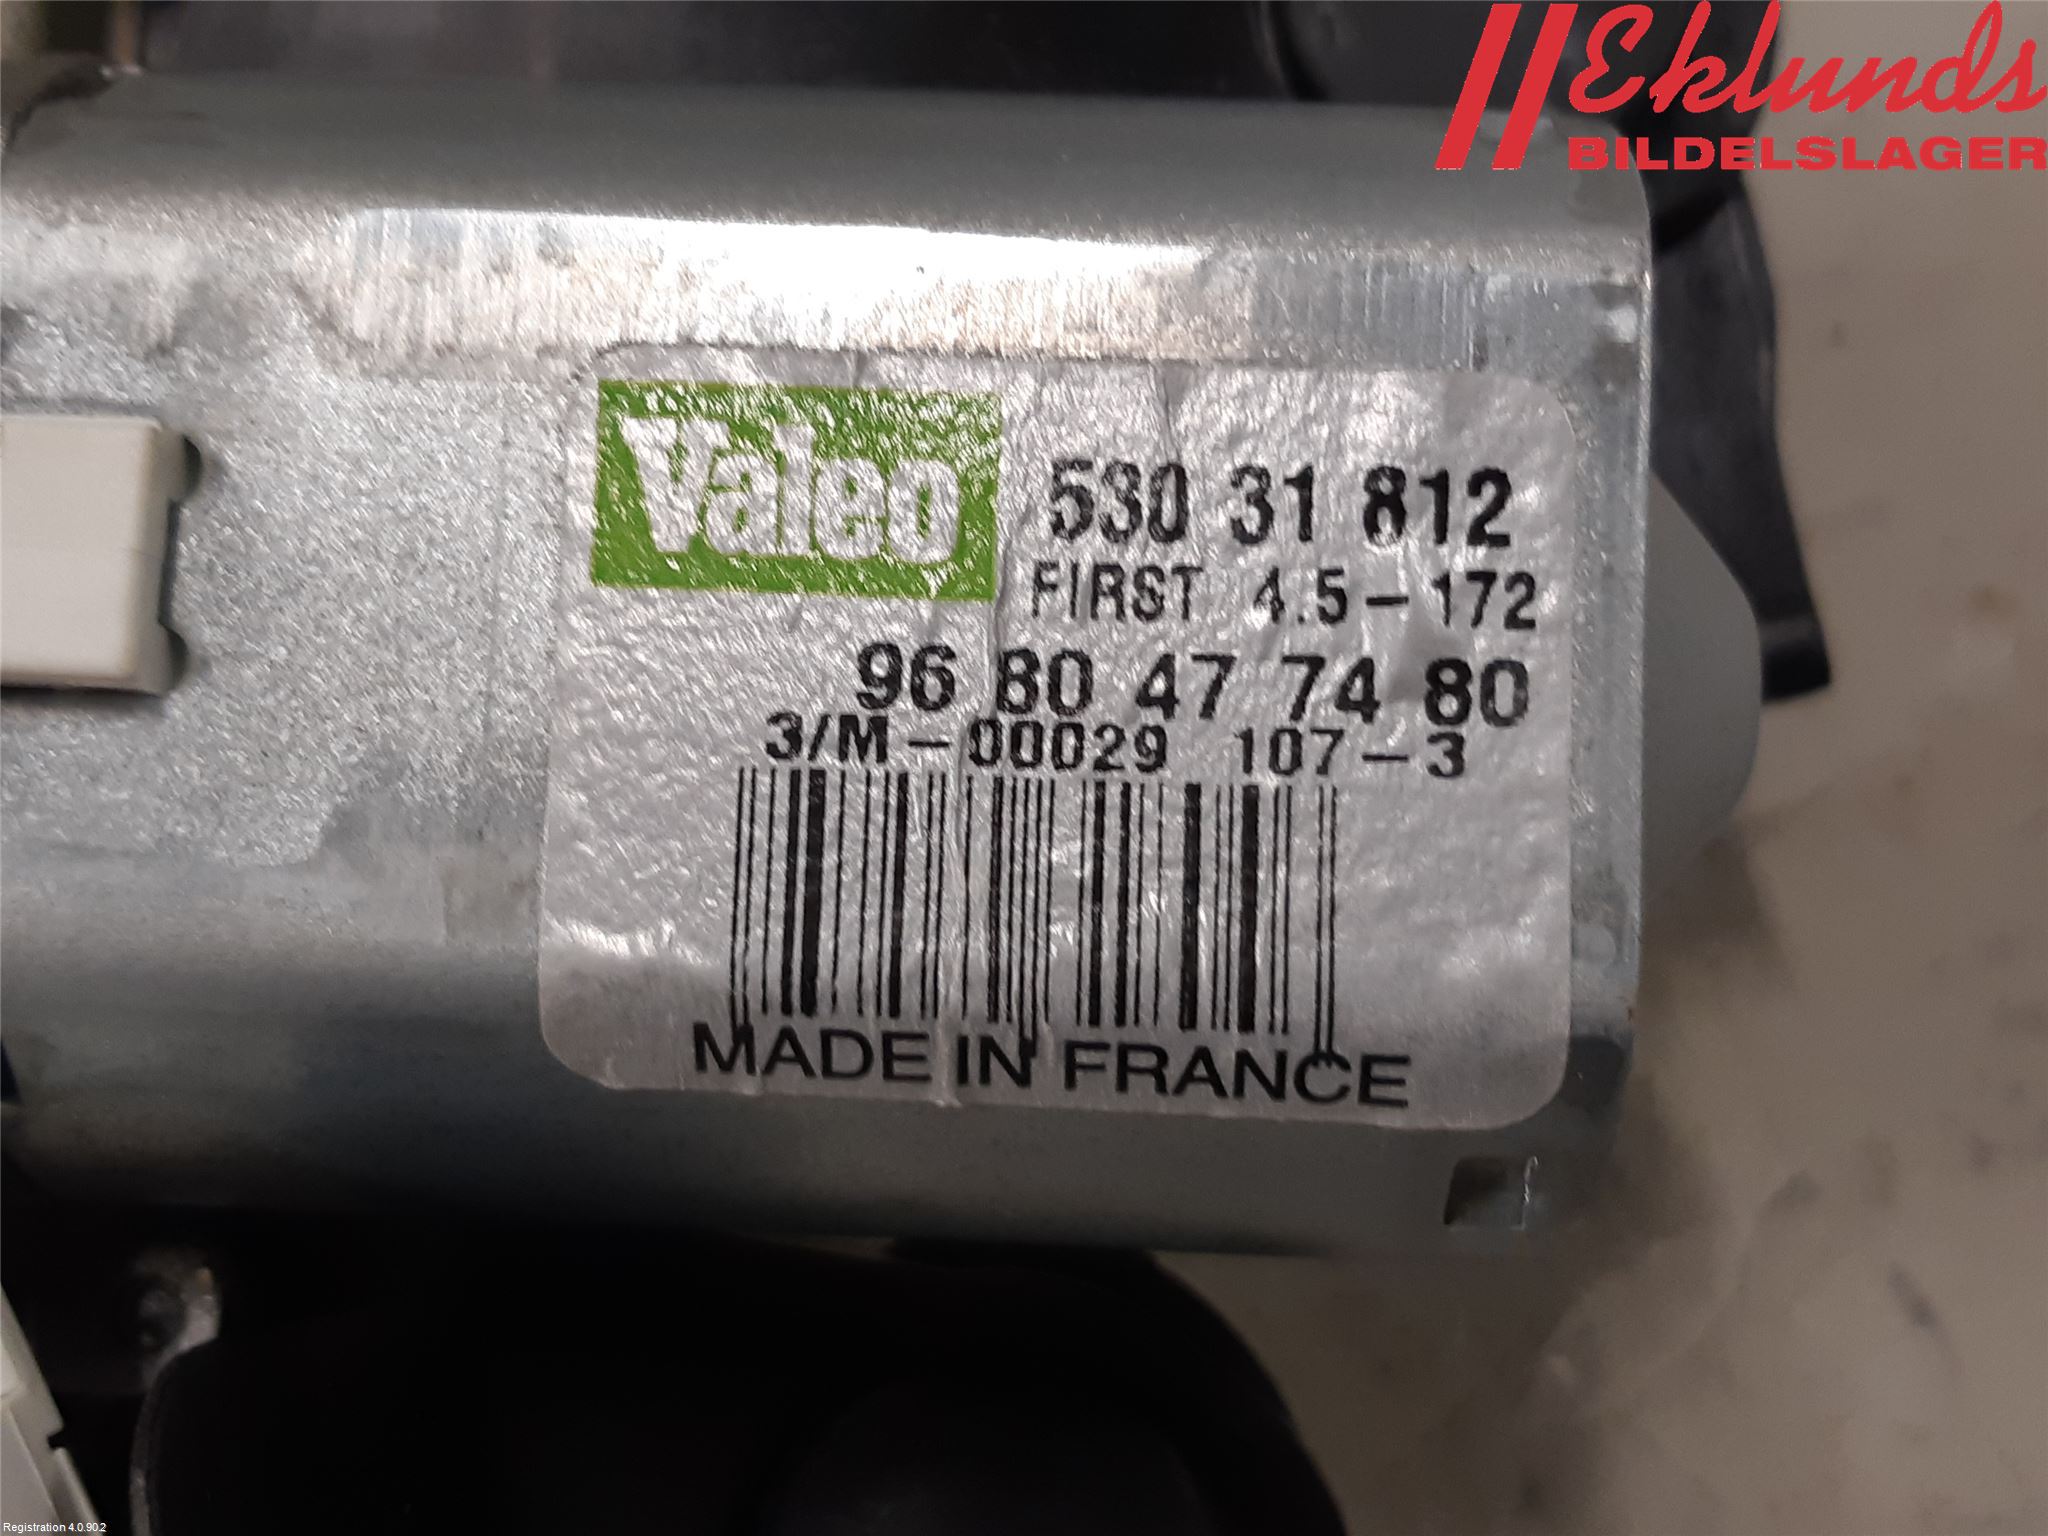 Eklunds
BILDELSLAGER
Valeo
530 31 812
FIRST 4.5-172
96 80 47 74 80
3/M-00029 107-3
MADE IN FRANCE
Registration 4.0.90.2